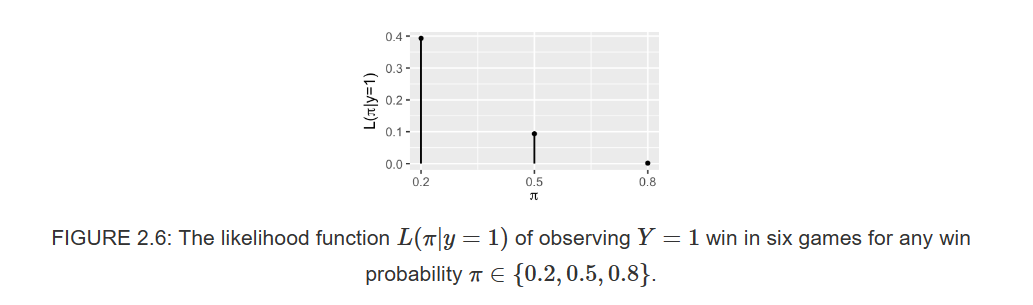 0.4
0.3
0.2
0.1
0.0
L(π|y=1)
0.2 0.5 0.8
π
FIGURE 2.6: The likelihood function L(π|y = 1) of observing Y = 1 win in six games for any win
probability π ∈ {0.2, 0.5, 0.8}.